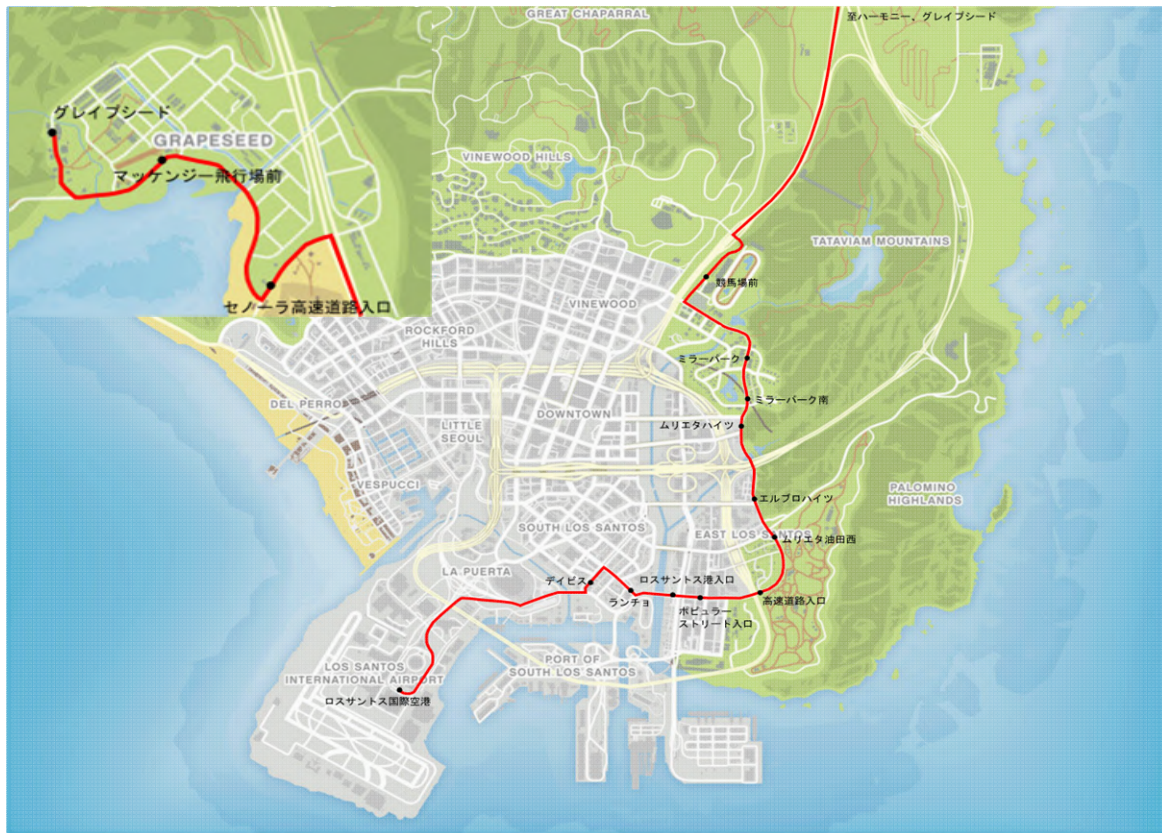 GREAT CHAPARRAL
至ハーモニー、グレイプシード
グレイプシード
GRAPESEED
マッケンジー飛行場前
セノーラ高速道路入口
VINEWOOD HILLS
TATAVIAM MOUNTAINS
競馬場前
VINEWOOD
ROCKFORD
HILLS
ミラーパーク
ミラーパーク南
DEL PERRO
DOWNTOWN
LITTLE
SEOUL
ムリエタハイツ
VESPUCCI
PALOMINO
HIGHLANDS
エルブロハイツ
SOUTH LOS SANTOS
EAST LOS SANTOS
ムリエタ油田西
LA PUERTA
デイビス
ロスサントス港入口
ランチョ
高速道路入口
ポピュラー
ストリート入口
LOS SANTOS
INTERNATIONAL AIRPORT
PORT OF
SOUTH LOS SANTOS
ロスサントス国際空港